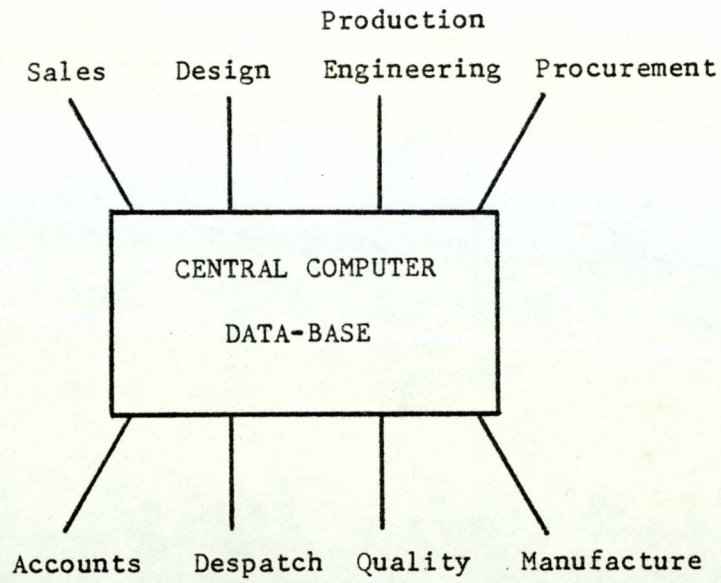 Production
Sales Design Engineering Procurement
CENTRAL COMPUTER
DATA-BASE
Accounts Despatch Quality Manufacture